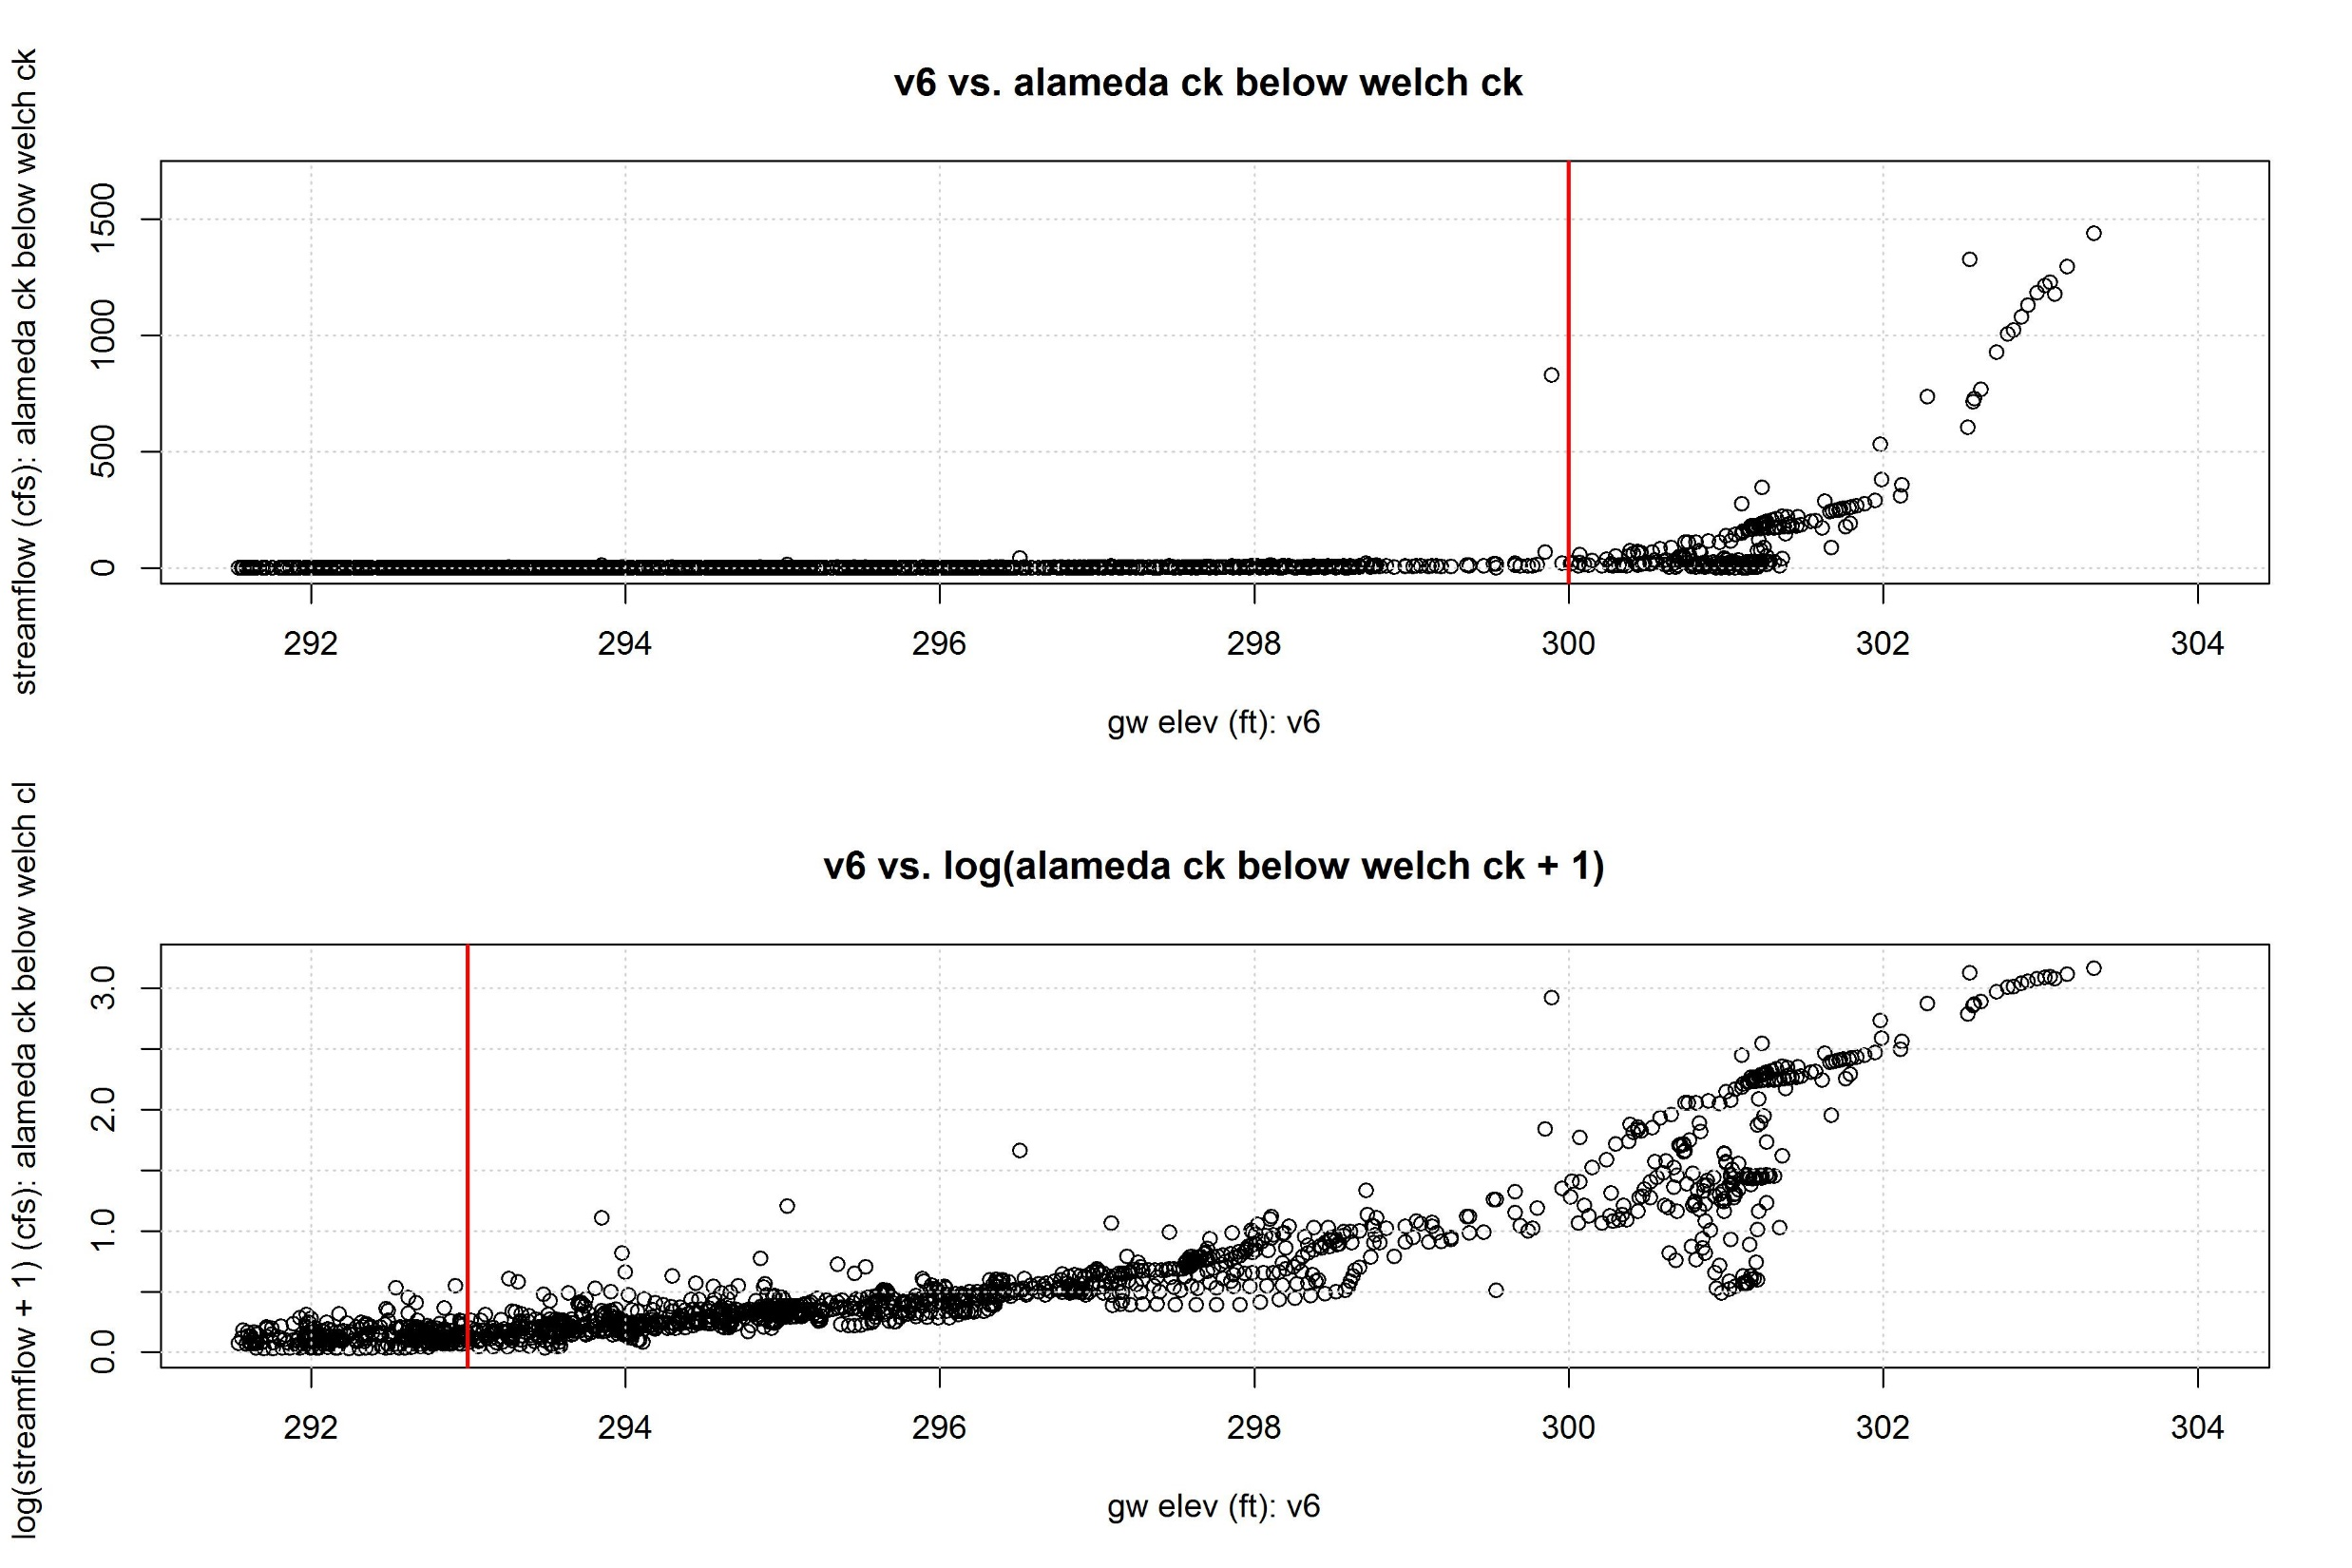 v6 vs. alameda ck below welch ck
streamflow (cfs): alameda ck below welch ck
1500
1000
500
0
292 294 296 298 300 302 304
gw elev (ft): v6
v6 vs. log(alameda ck below welch ck + 1)
log(streamflow + 1) (cfs): alameda ck below welch cl
3.0
2.0
1.0
0.0
292 294 296 298 300 302 304
gw elev (ft): v6